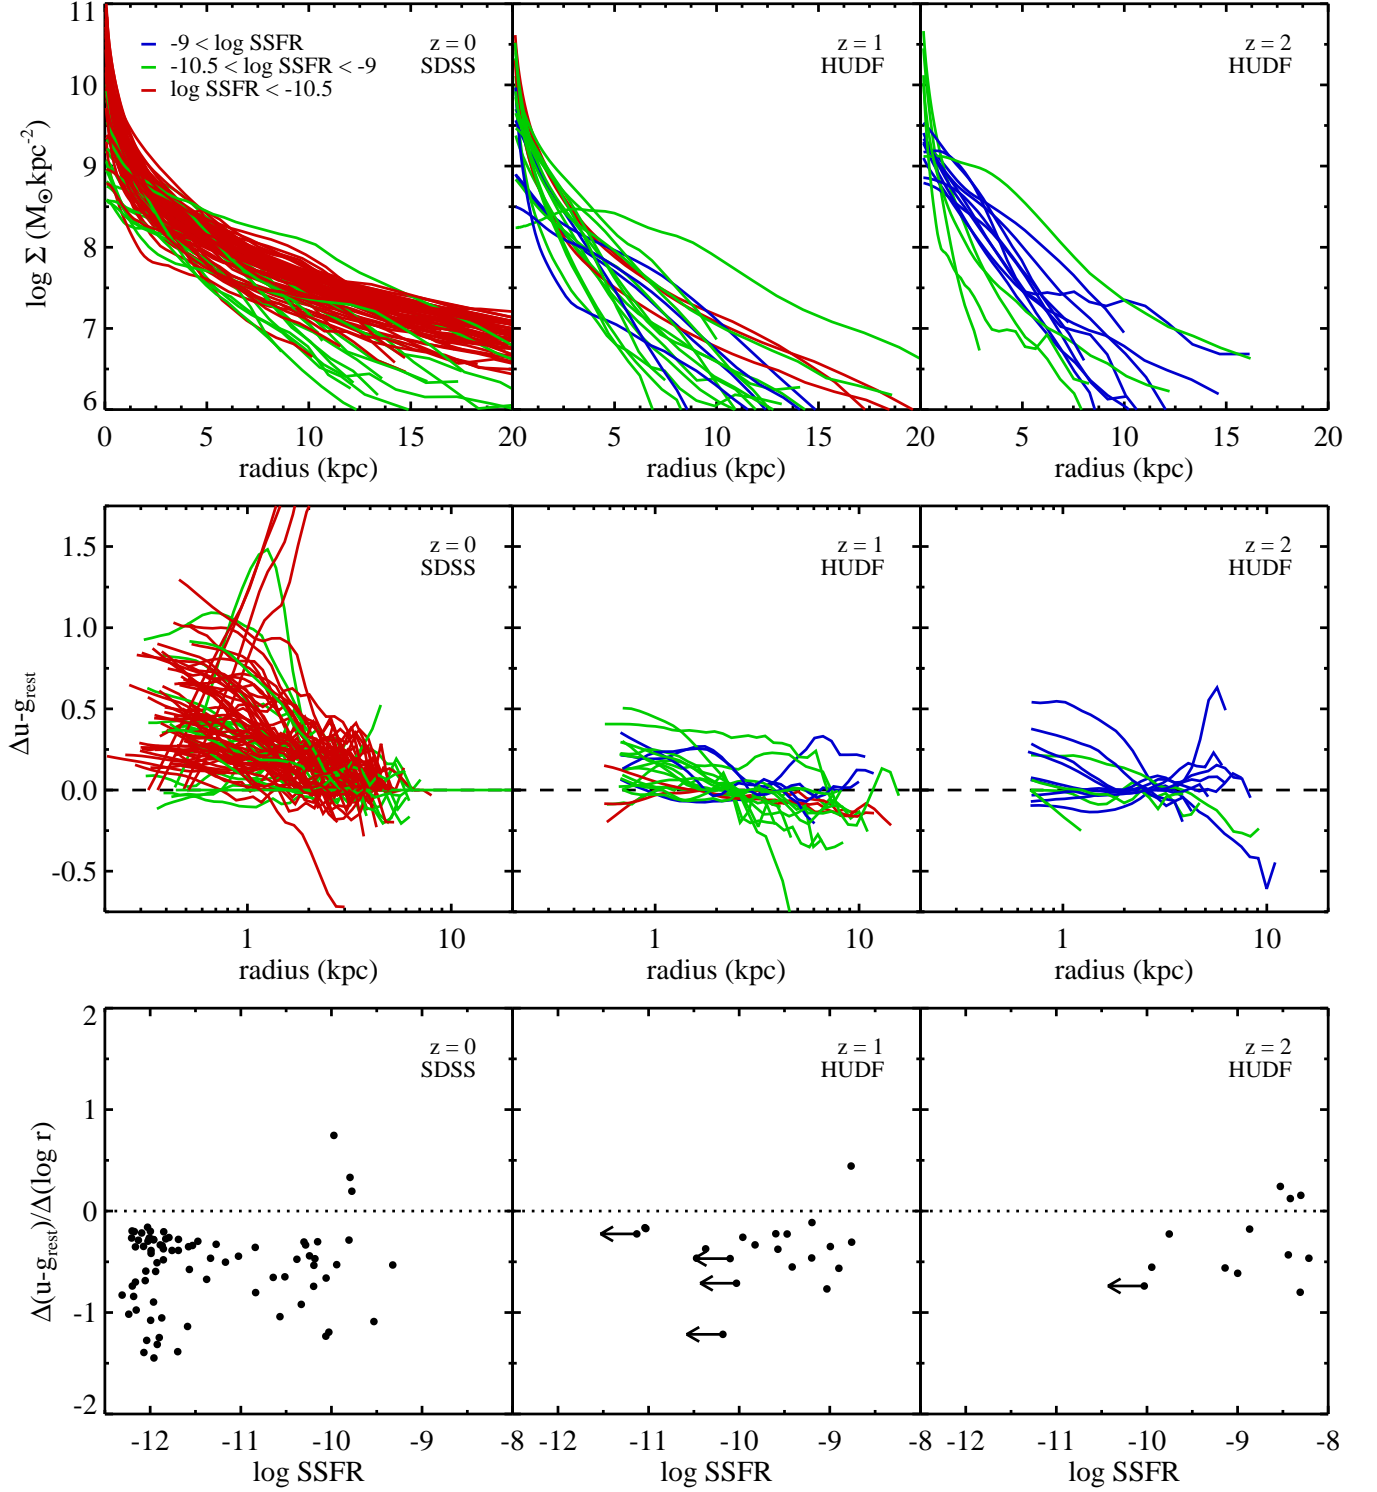 11
10
9
8
7
6
log Σ (M⊙kpc-2)
-9 < log SSFR
-10.5 < log SSFR < -9
log SSFR < -10.5
z = 0
SDSS
z = 1
HUDF
z = 2
HUDF
0 5 10 15 20 5 10 15 20 5 10 15 20
radius (kpc) radius (kpc) radius (kpc)
1.5
1.0
0.5
0.0
-0.5
Δu-grest
z = 0
SDSS
z = 1
HUDF
z = 2
HUDF
1 10 1 10 1 10
radius (kpc) radius (kpc) radius (kpc)
2
1
0
-1
-2
Δ(u-grest)/Δ(log r)
z = 0
SDSS
z = 1
HUDF
z = 2
HUDF
-12 -11 -10 -9 -8 -12 -11 -10 -9 -8 -12 -11 -10 -9 -8
log SSFR log SSFR log SSFR